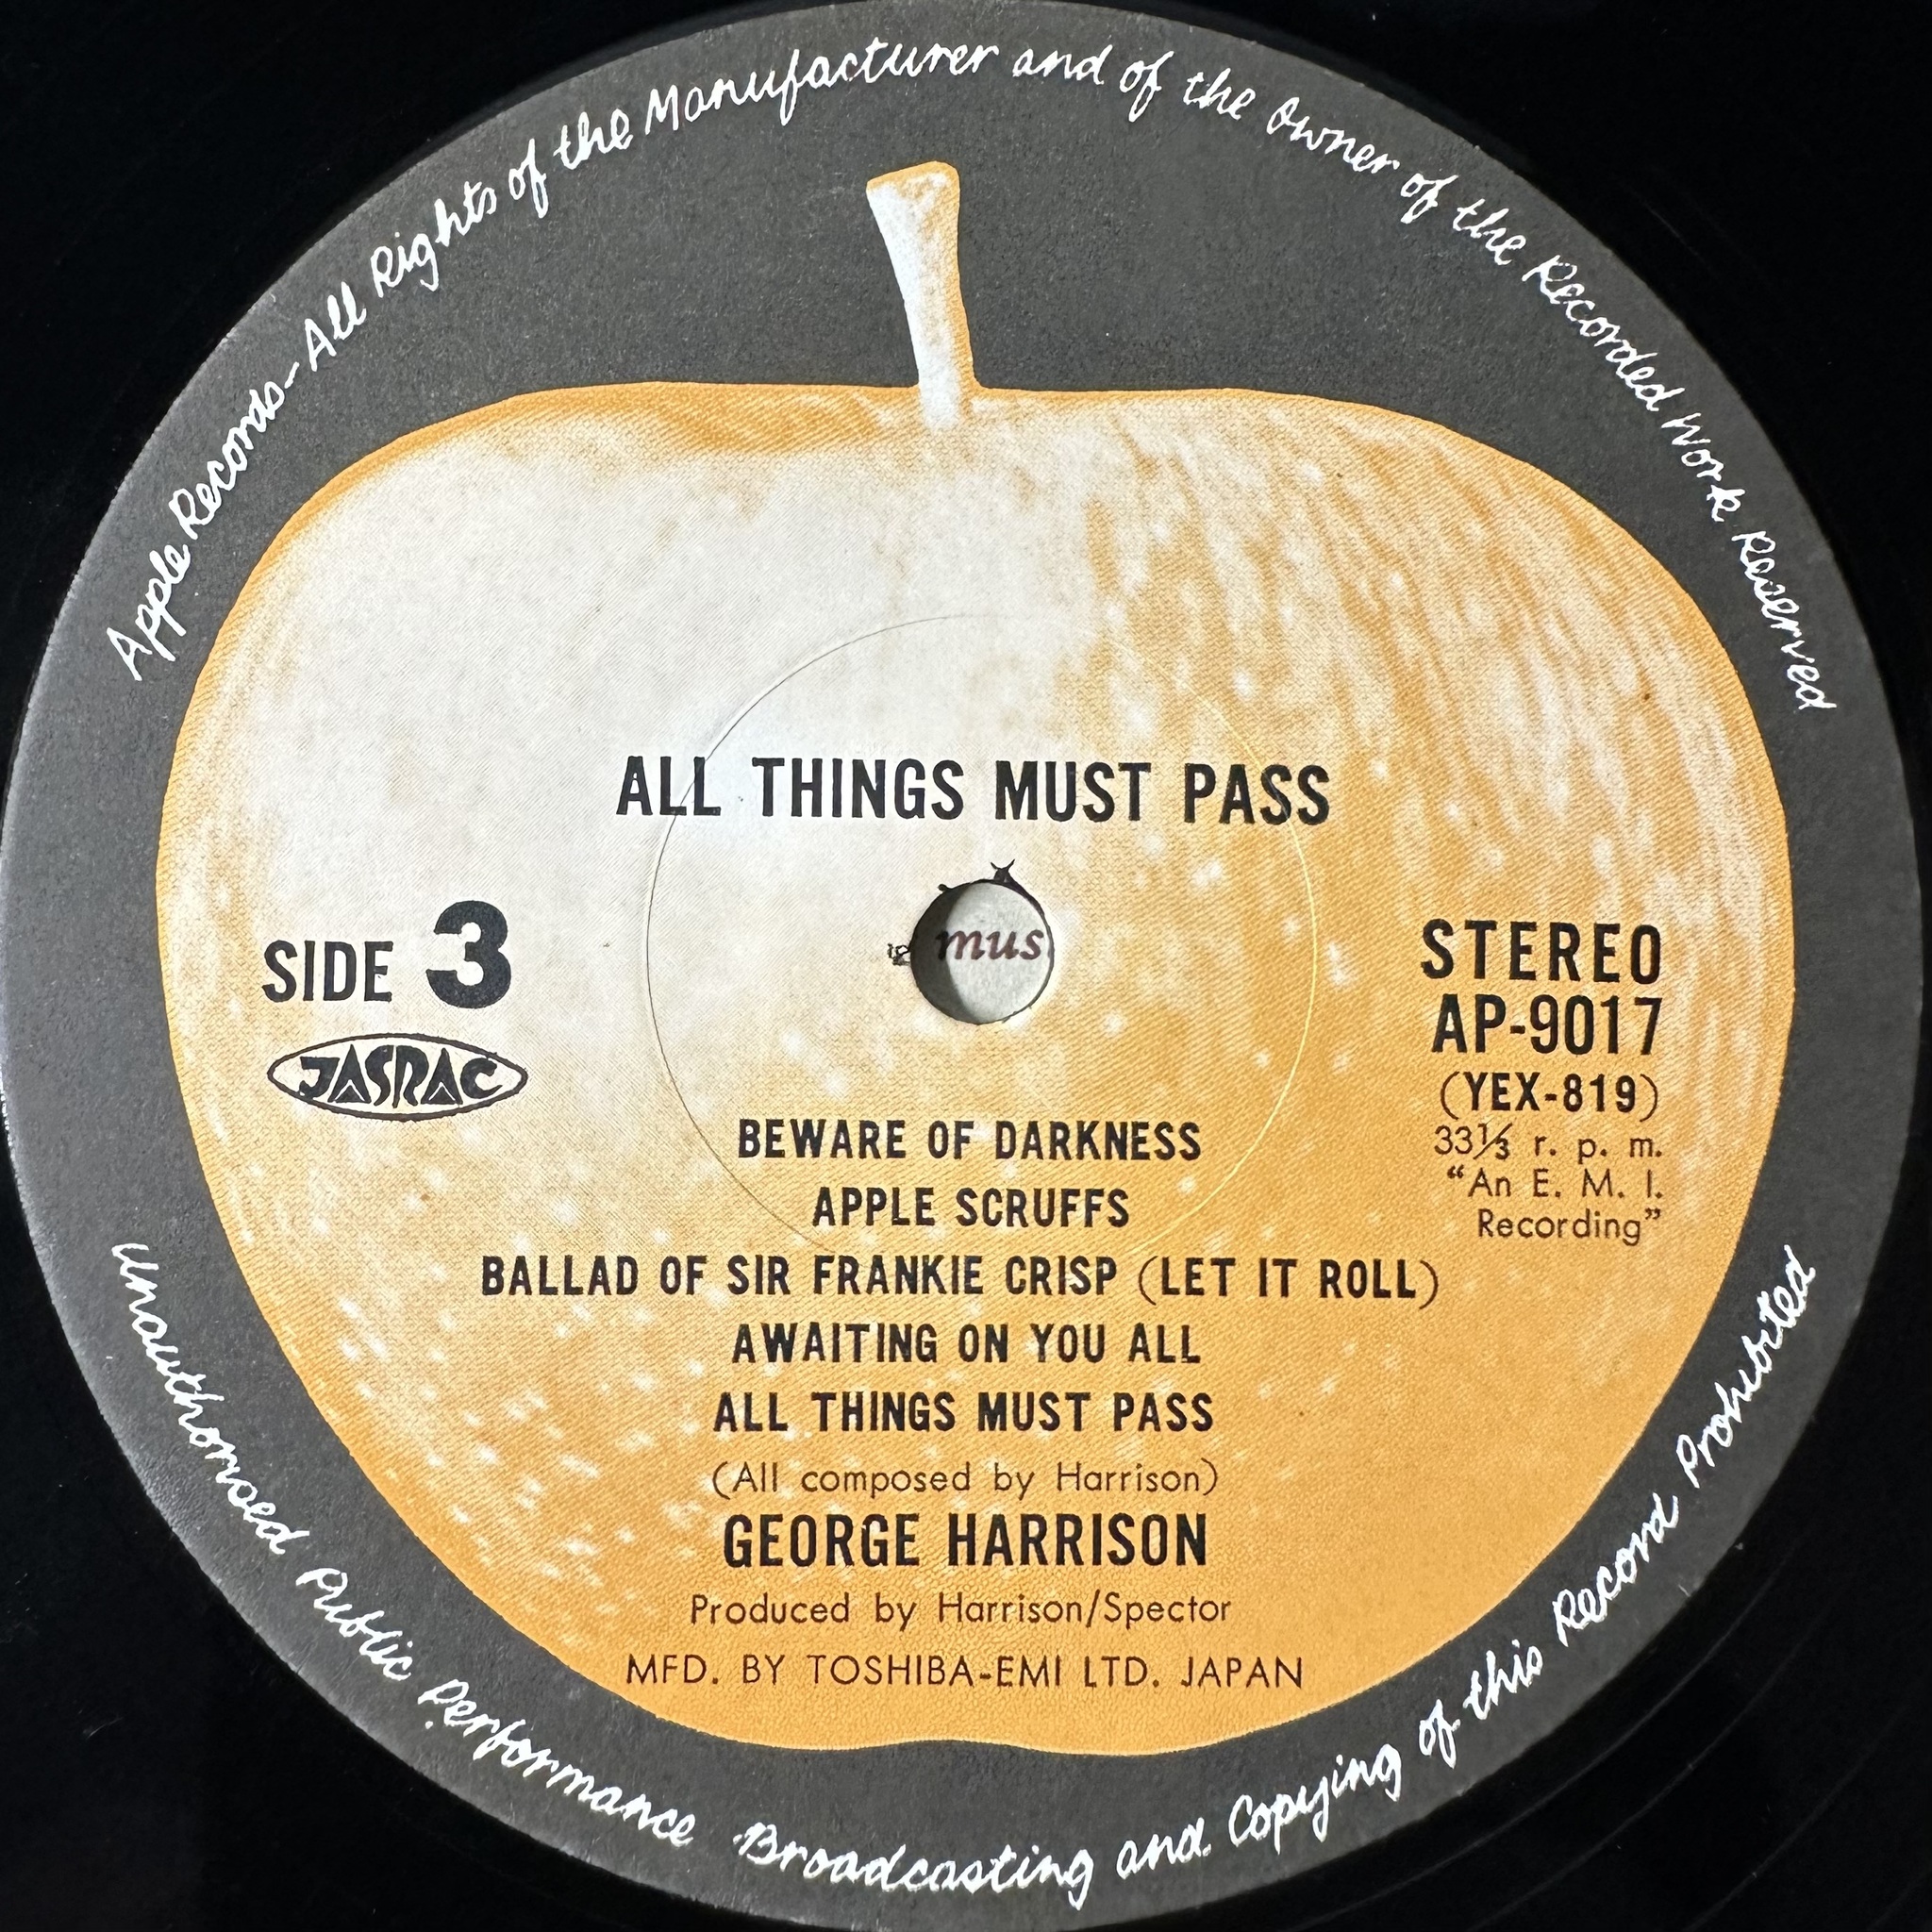 Apple Records - All Rights of the Manufacturer and of the Owner of the Recorded Work Reserved
ALL THINGS MUST PASS
mus
SIDE 3
JASRAC
STEREO
AP-9017
(YEX-819)
33⅓ r. p. m.
“An E. M. I.
Recording”
BEWARE OF DARKNESS
APPLE SCRUFFS
BALLAD OF SIR FRANKIE CRISP (LET IT ROLL)
AWAITING ON YOU ALL
ALL THINGS MUST PASS
(All composed by Harrison)
GEORGE HARRISON
Produced by Harrison/Spector
MFD. BY TOSHIBA-EMI LTD. JAPAN
Unauthorised Public Performance Broadcasting and Copying of this Record Prohibited